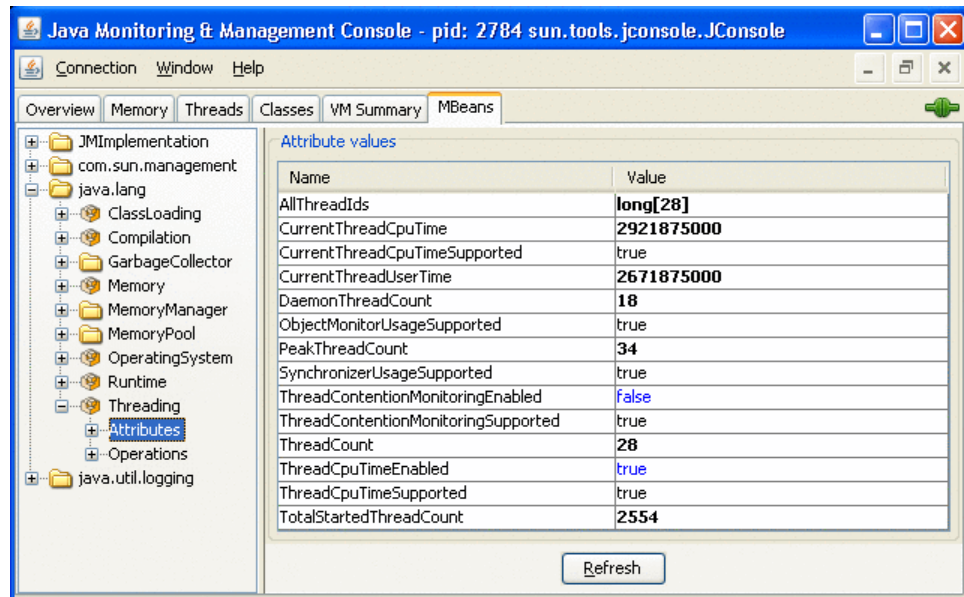 Java Monitoring & Management Console - pid: 2784 sun.tools.jconsole.JConsole
Connection Window Help
Overview Memory Threads Classes VM Summary MBeans
JMImplementation
com.sun.management
java.lang
ClassLoading
Compilation
GarbageCollector
Memory
MemoryManager
MemoryPool
OperatingSystem
Runtime
Threading
Attributes
Operations
java.util.logging
Attribute values
Name Value
AllThreadIds long[28]
CurrentThreadCpuTime 2921875000
CurrentThreadCpuTimeSupported true
CurrentThreadUserTime 2671875000
DaemonThreadCount 18
ObjectMonitorUsageSupported true
PeakThreadCount 34
SynchronizerUsageSupported true
ThreadContentionMonitoringEnabled false
ThreadContentionMonitoringSupported true
ThreadCount 28
ThreadCpuTimeEnabled true
ThreadCpuTimeSupported true
TotalStartedThreadCount 2554
Refresh